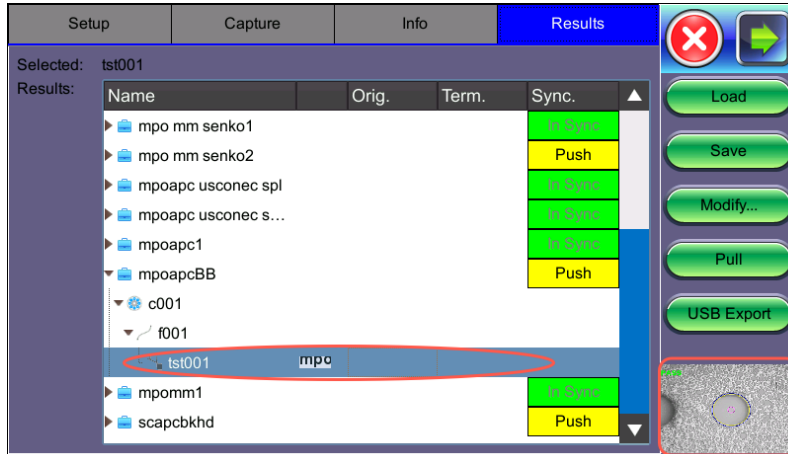 Setup Capture Info Results
Selected: tst001
Results:
Name Orig. Term. Sync.
mpo mm senko1 In Sync
mpo mm senko2 Push
mpoapc usconec spl In Sync
mpoapc usconec s... In Sync
mpoapc1 In Sync
mpoapcBB Push
c001
f001
tst001 mpo
mpomm1 In Sync
scapcbkhd Push
Load
Save
Modify...
Pull
USB Export